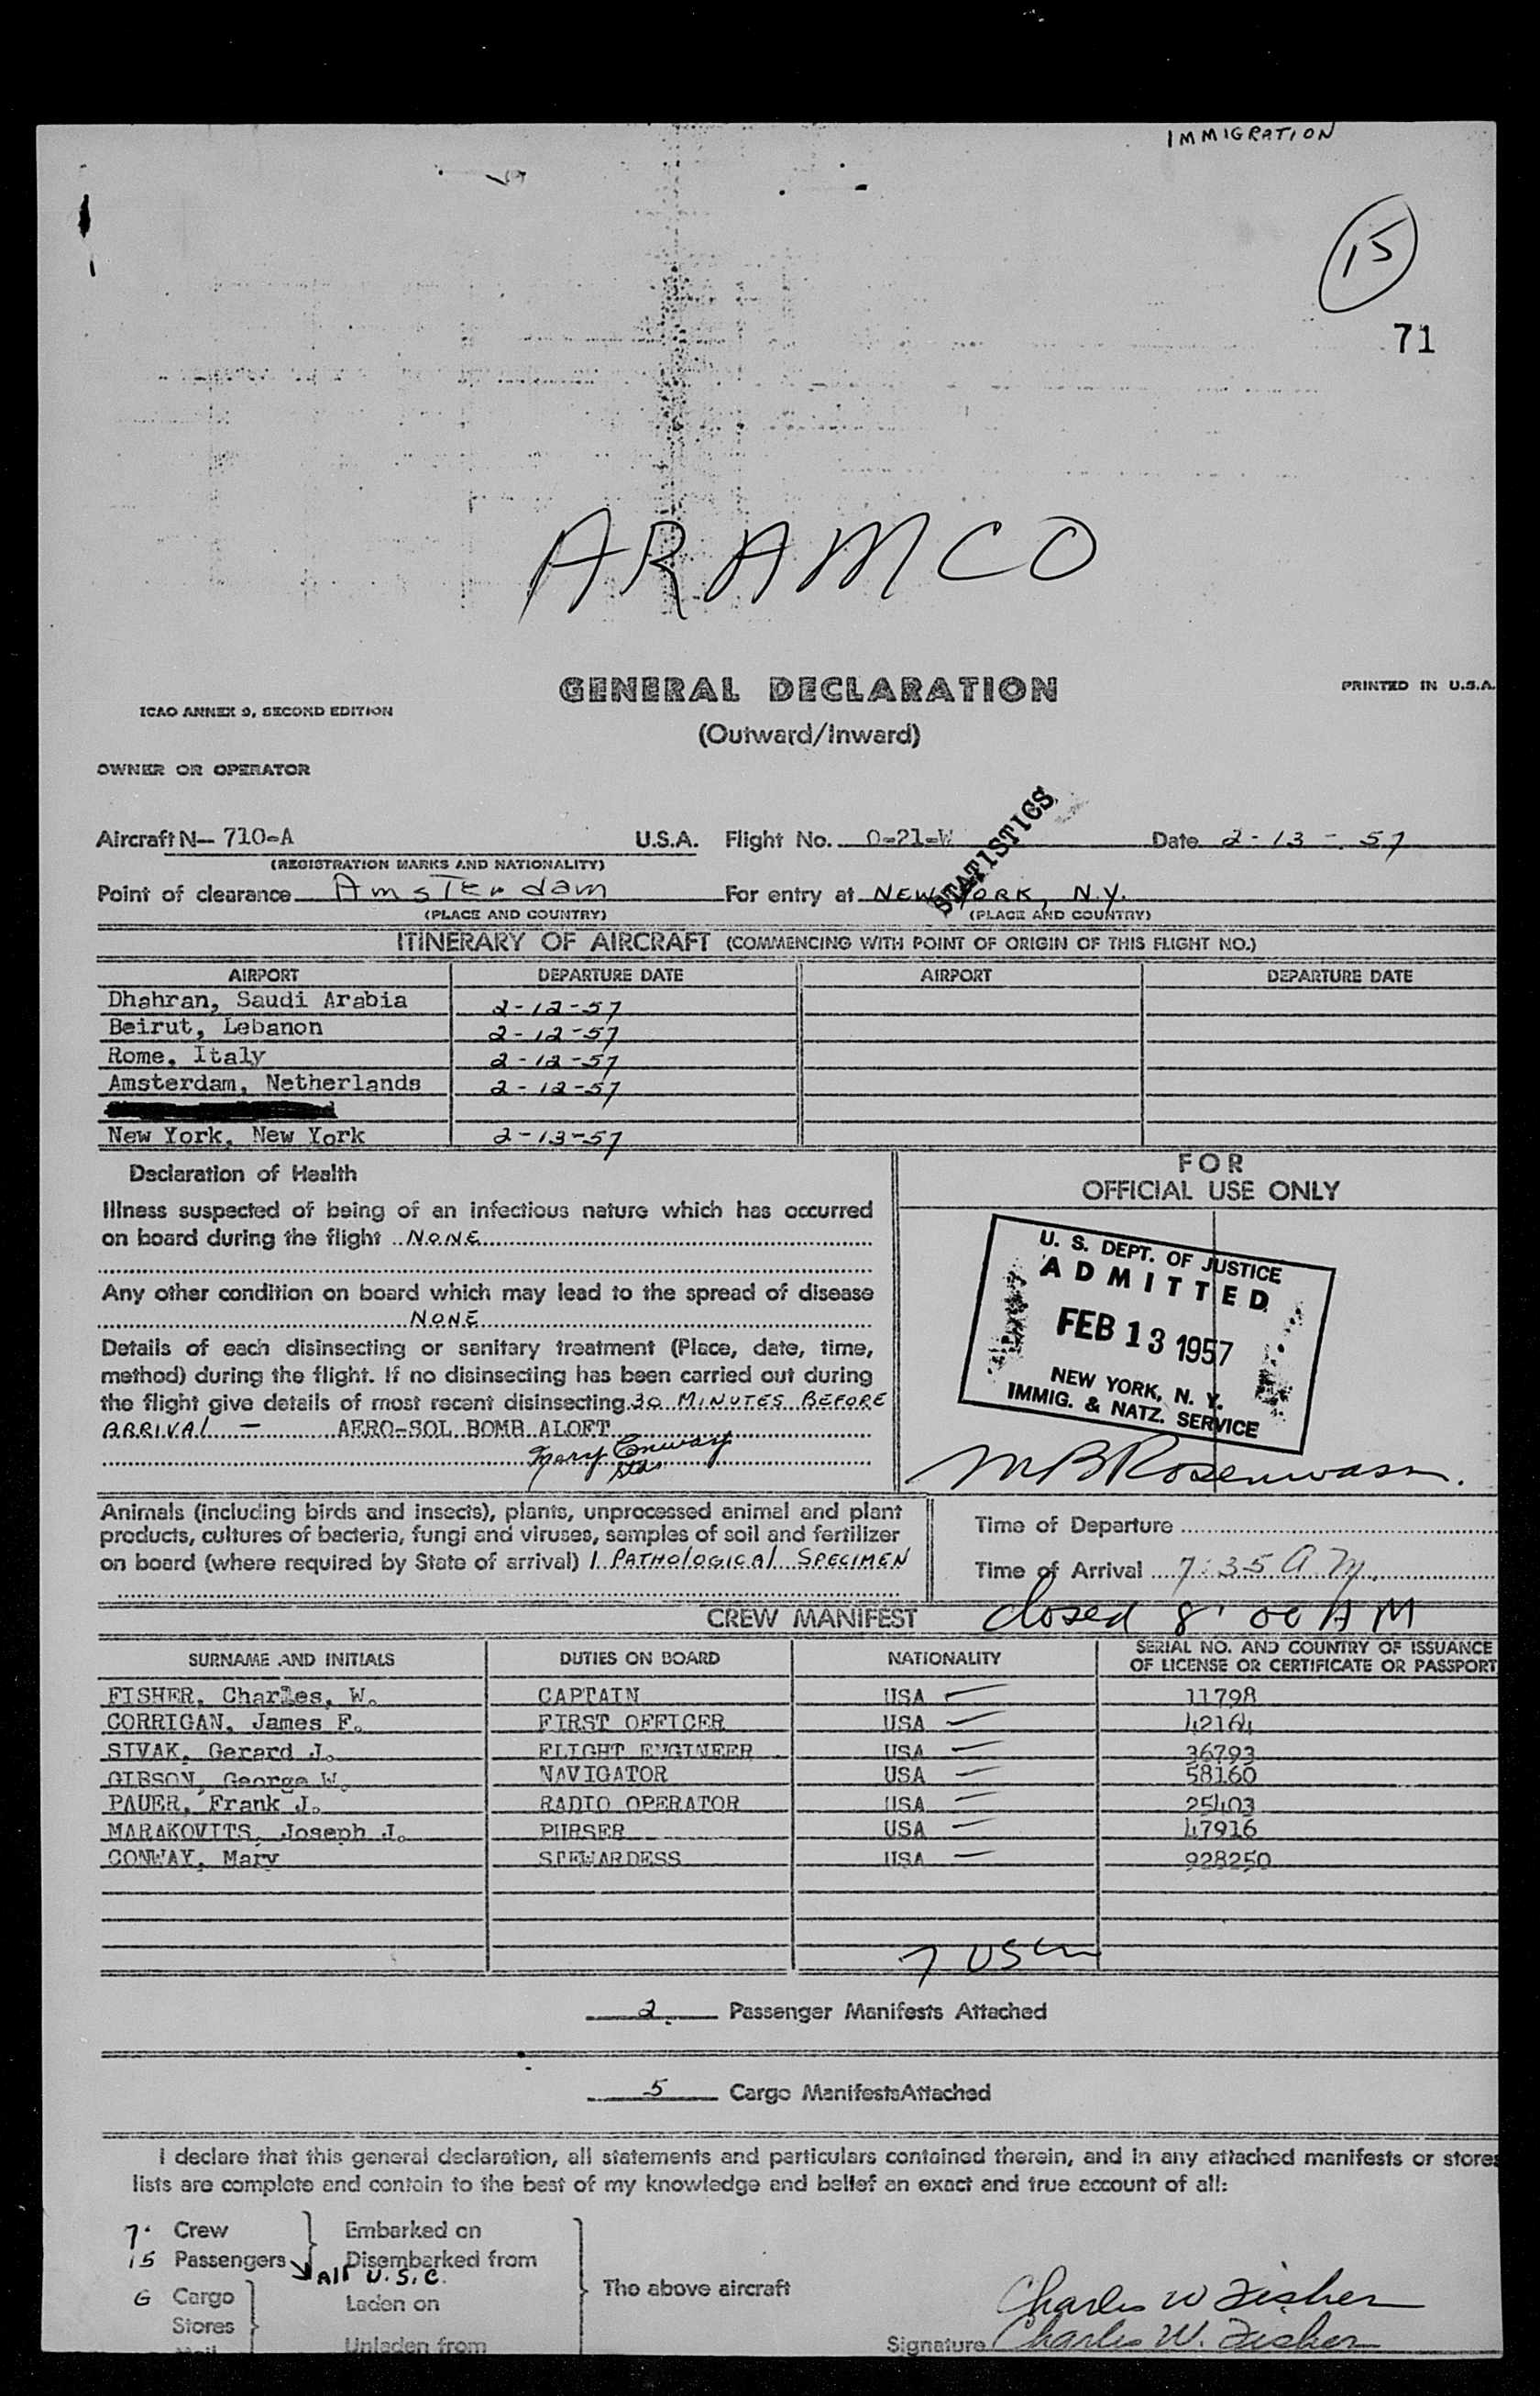 IMMIGRATION
15
71
ARAMCO
GENERAL DECLARATION
PRINTED IN U.S.A.
ICAO ANNEX 9, SECOND EDITION
(Outward/Inward)
OWNER OR OPERATOR
STATISTICS
Aircraft N— 710-A U.S.A. Flight No. O-21-W Date 2-13-57
(REGISTRATION MARKS AND NATIONALITY)
Point of clearance Amsterdam For entry at NEW YORK, N.Y.
(PLACE AND COUNTRY) (PLACE AND COUNTRY)
ITINERARY OF AIRCRAFT (COMMENCING WITH POINT OF ORIGIN OF THIS FLIGHT NO.)
AIRPORT DEPARTURE DATE AIRPORT DEPARTURE DATE
Dhahran, Saudi Arabia 2-12-57
Beirut, Lebanon 2-12-57
Rome, Italy 2-12-57
Amsterdam, Netherlands 2-12-57
New York, New York 2-13-57
Declaration of Health
Illness suspected of being of an infectious nature which has occurred
on board during the flight NONE
Any other condition on board which may lead to the spread of disease
NONE
Details of each disinsecting or sanitary treatment (Place, date, time,
method) during the flight. If no disinsecting has been carried out during
the flight give details of most recent disinsecting 30 MINUTES BEFORE
ARRIVAL — AERO-SOL BOMB ALOFT
Mary Conway
Stds
FOR
OFFICIAL USE ONLY
U. S. DEPT. OF JUSTICE
ADMITTED
FEB 13 1957
NEW YORK, N. Y.
IMMIG. & NATZ. SERVICE
Animals (including birds and insects), plants, unprocessed animal and plant
products, cultures of bacteria, fungi and viruses, samples of soil and fertilizer
on board (where required by State of arrival) 1 PATHOLOGICAL SPECIMEN
Time of Departure
Time of Arrival 7:35 A M.
closed 8:00 AM
CREW MANIFEST
SURNAME AND INITIALS DUTIES ON BOARD NATIONALITY SERIAL NO. AND COUNTRY OF ISSUANCE
OF LICENSE OR CERTIFICATE OR PASSPORT
FISHER, Charles, W. CAPTAIN USA 11798
CORRIGAN, James F. FIRST OFFICER USA 42164
SIVAK, Gerard J. FLIGHT ENGINEER USA 36793
GIBSON, George W. NAVIGATOR USA 58160
PAUER, Frank J. RADIO OPERATOR USA 25403
MARAKOVITS, Joseph J. PURSER USA 47916
CONWAY, Mary STEWARDESS USA 928250
7
2 Passenger Manifests Attached
5 Cargo Manifests Attached
I declare that this general declaration, all statements and particulars contained therein, and in any attached manifests or stores
lists are complete and contain to the best of my knowledge and belief an exact and true account of all:
7 Crew Embarked on
15 Passengers Disembarked from
All U.S.C.
Cargo Laden on
Stores
Mail Unladen from
The above aircraft
Charles W Fisher
Signature Charles W. Fisher